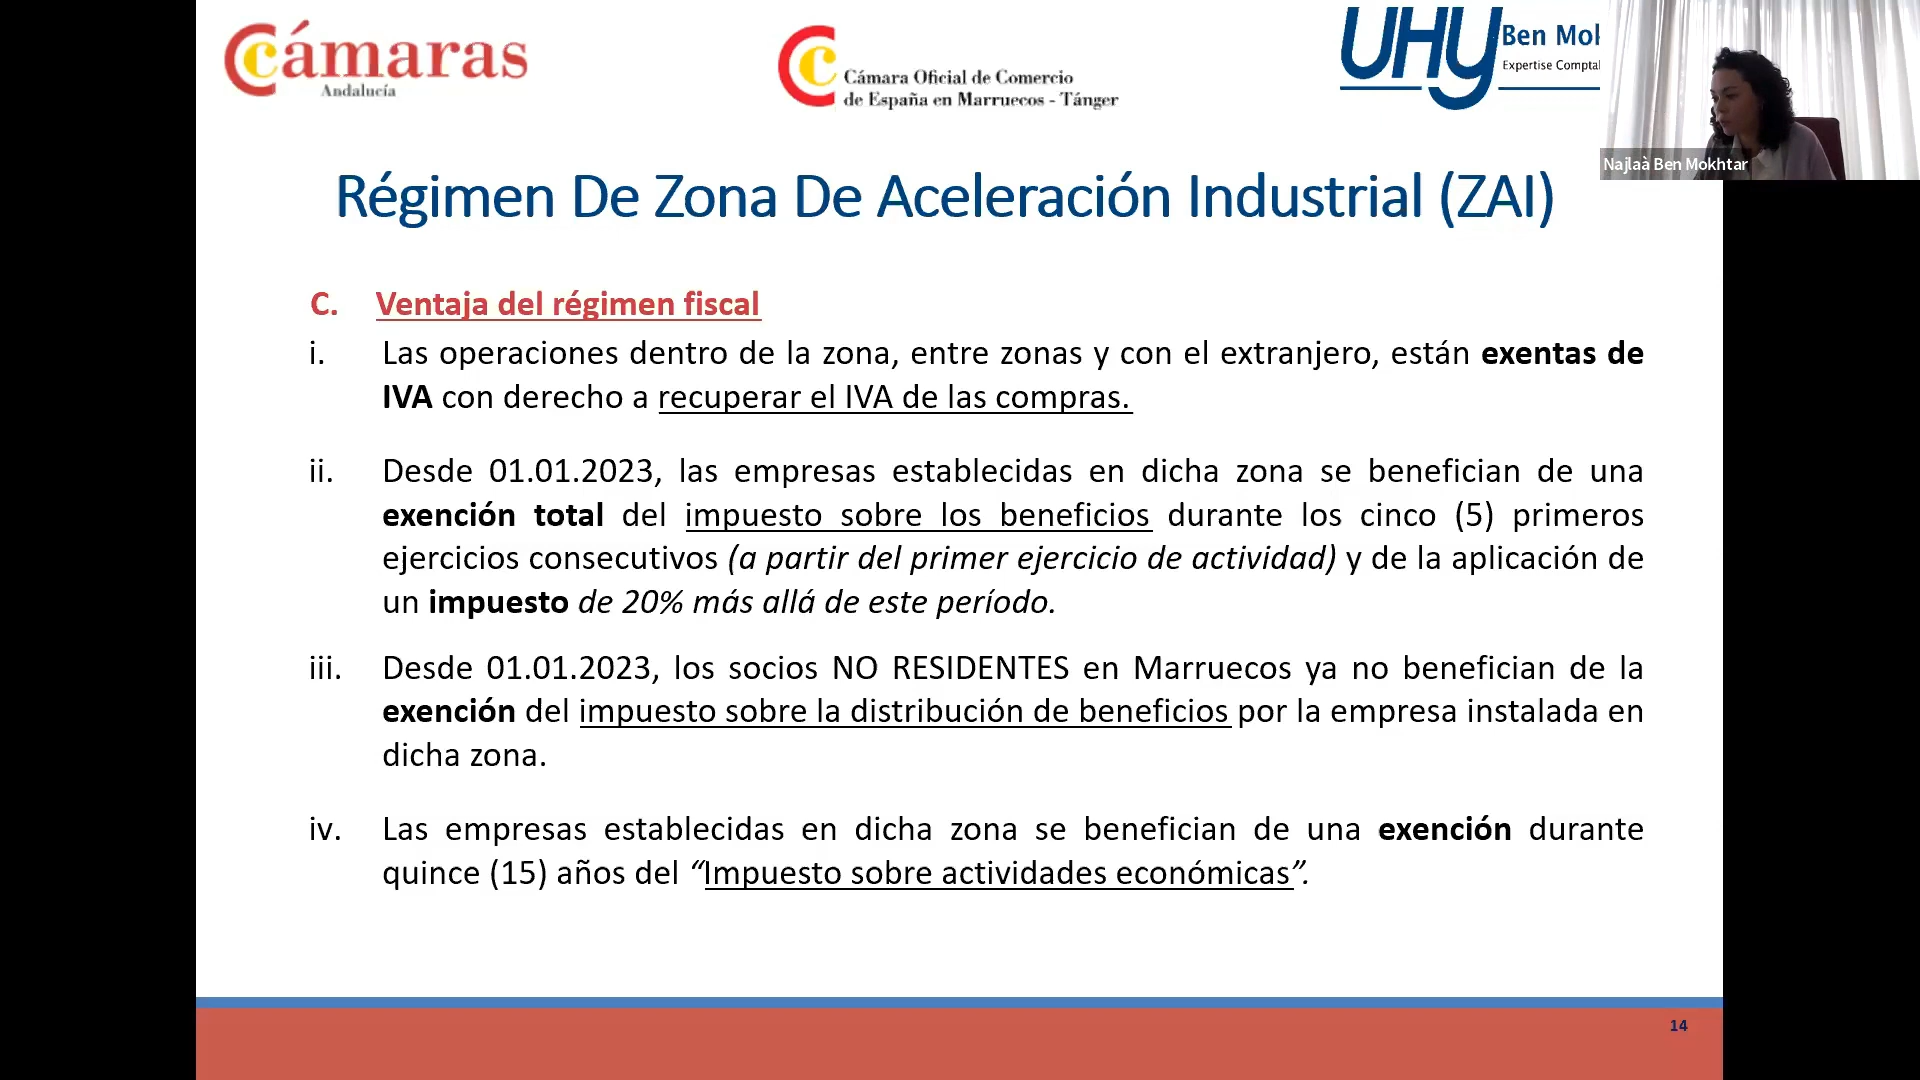 Cámaras
Andalucía
Cámara Oficial de Comercio
de España en Marruecos - Tánger
UHY
Ben
Expertise
Najlaà Ben Mokhtar
Régimen De Zona De Aceleración Industrial (ZAI)
C. Ventaja del régimen fiscal
i. Las operaciones dentro de la zona, entre zonas y con el extranjero, están exentas de
IVA con derecho a recuperar el IVA de las compras.
ii. Desde 01.01.2023, las empresas establecidas en dicha zona se benefician de una
exención total del impuesto sobre los beneficios durante los cinco (5) primeros
ejercicios consecutivos (a partir del primer ejercicio de actividad) y de la aplicación de
un impuesto de 20% más allá de este período.
iii. Desde 01.01.2023, los socios NO RESIDENTES en Marruecos ya no benefician de la
exención del impuesto sobre la distribución de beneficios por la empresa instalada en
dicha zona.
iv. Las empresas establecidas en dicha zona se benefician de una exención durante
quince (15) años del “Impuesto sobre actividades económicas”.
14